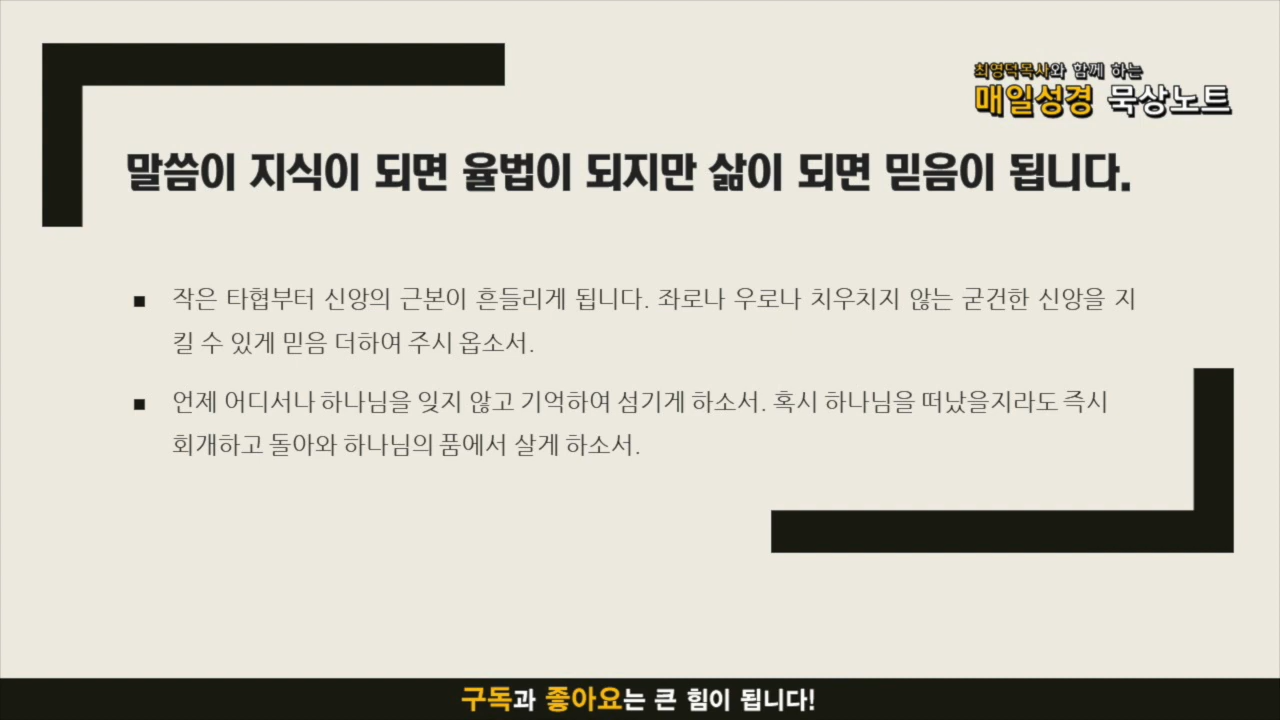 최영덕목사와 함께 하는
매일성경 묵상노트
말씀이 지식이 되면 율법이 되지만 삶이 되면 믿음이 됩니다.
■ 작은 타협부터 신앙의 근본이 흔들리게 됩니다. 좌로나 우로나 치우치지 않는 굳건한 신앙을 지
킬 수 있게 믿음 더하여 주시 옵소서.
■ 언제 어디서나 하나님을 잊지 않고 기억하여 섬기게 하소서. 혹시 하나님을 떠났을지라도 즉시
회개하고 돌아와 하나님의 품에서 살게 하소서.
구독과 좋아요는 큰 힘이 됩니다!